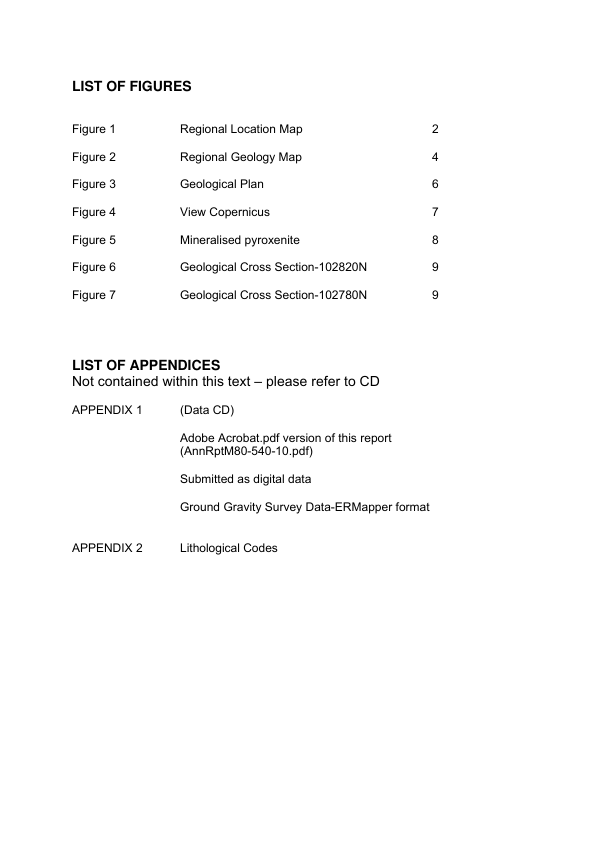 LIST OF FIGURES
Figure 1 Regional Location Map 2
Figure 2 Regional Geology Map 4
Figure 3 Geological Plan 6
Figure 4 View Copernicus 7
Figure 5 Mineralised pyroxenite 8
Figure 6 Geological Cross Section-102820N 9
Figure 7 Geological Cross Section-102780N 9
LIST OF APPENDICES
Not contained within this text – please refer to CD
APPENDIX 1 (Data CD)
Adobe Acrobat.pdf version of this report
(AnnRptM80-540-10.pdf)
Submitted as digital data
Ground Gravity Survey Data-ERMapper format
APPENDIX 2 Lithological Codes